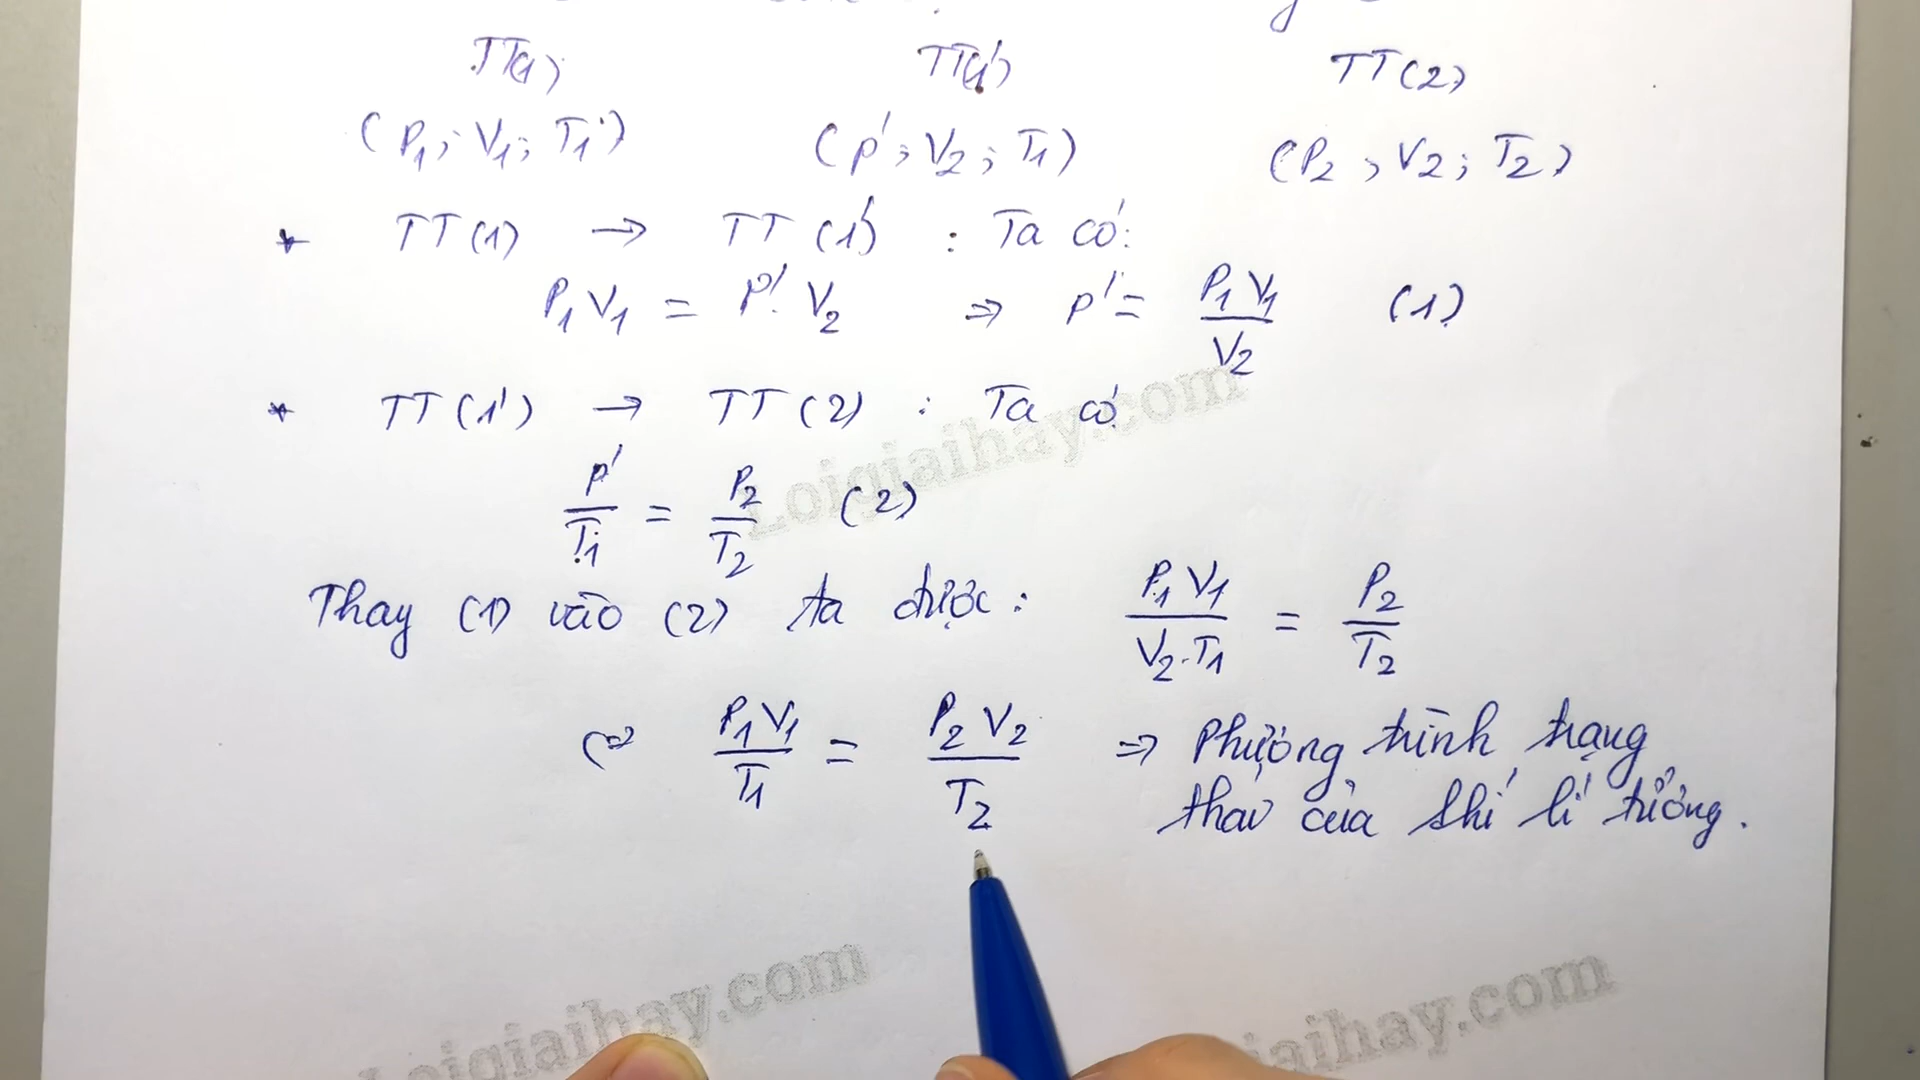 TT(1) TT(1') TT(2)
(P₁; V₁; T₁) (p'; V₂; T₁) (P₂; V₂; T₂)
* TT(1) → TT(1') : Ta có:
P₁V₁ = P'.V₂ ⇒ p' = P₁V₁/V₂ (1)
* TT(1') → TT(2) : Ta có
P'/T₁ = P₂/T₂ (2)
Thay (1) vào (2) ta được: P₁V₁/V₂.T₁ = P₂/T₂
⇔ P₁V₁/T₁ = P₂V₂/T₂ ⇒ Phương trình trạng
thái của khí lí tưởng.
Loigiaihay.com
Loigiaihay.com
iaihay.com